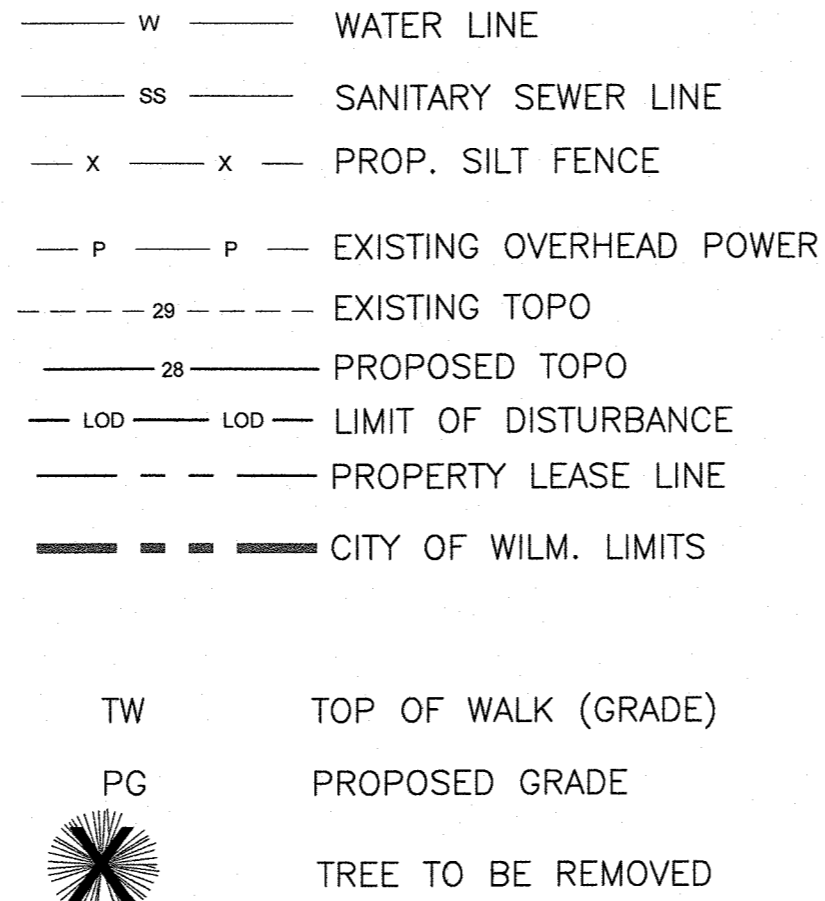 W WATER LINE
SS SANITARY SEWER LINE
X X PROP. SILT FENCE
P P EXISTING OVERHEAD POWER
29 EXISTING TOPO
28 PROPOSED TOPO
LOD LOD LIMIT OF DISTURBANCE
PROPERTY LEASE LINE
CITY OF WILM. LIMITS
TW TOP OF WALK (GRADE)
PG PROPOSED GRADE
TREE TO BE REMOVED